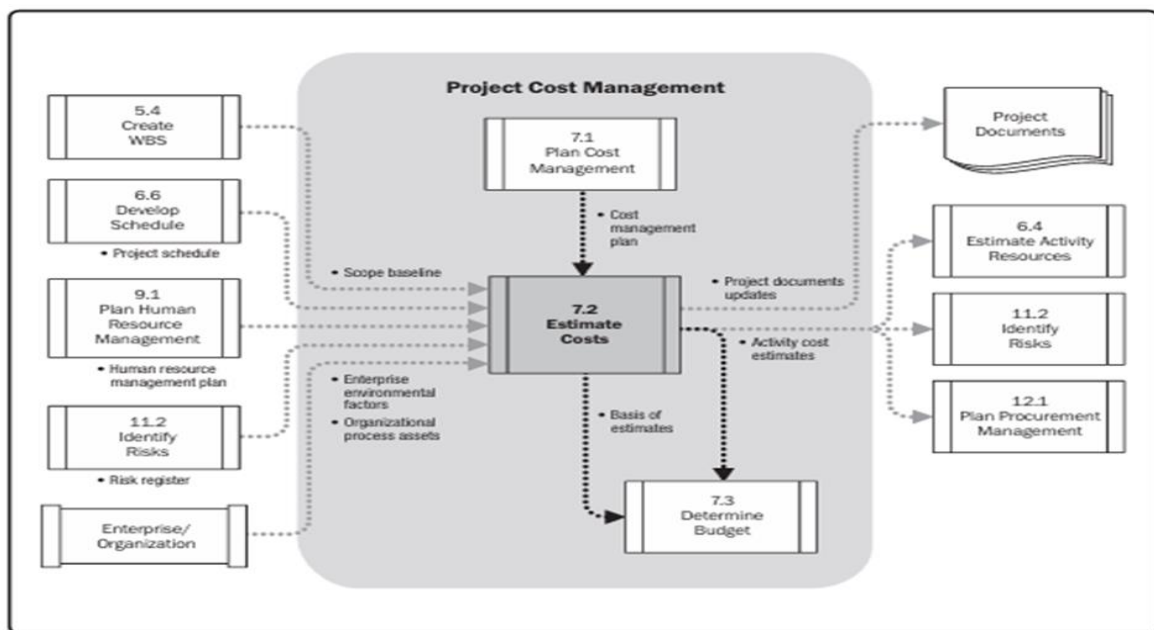 Project Cost Management
5.4
Create
WBS
6.6
Develop
Schedule
• Project schedule
9.1
Plan Human
Resource
Management
• Human resource
management plan
11.2
Identify
Risks
• Risk register
Enterprise/
Organization
7.1
Plan Cost
Management
• Cost
management
plan
• Scope baseline
7.2
Estimate
Costs
• Enterprise
environmental
factors
• Organizational
process assets
• Project documents
updates
• Activity cost
estimates
• Basis of
estimates
7.3
Determine
Budget
Project
Documents
6.4
Estimate Activity
Resources
11.2
Identify
Risks
12.1
Plan Procurement
Management